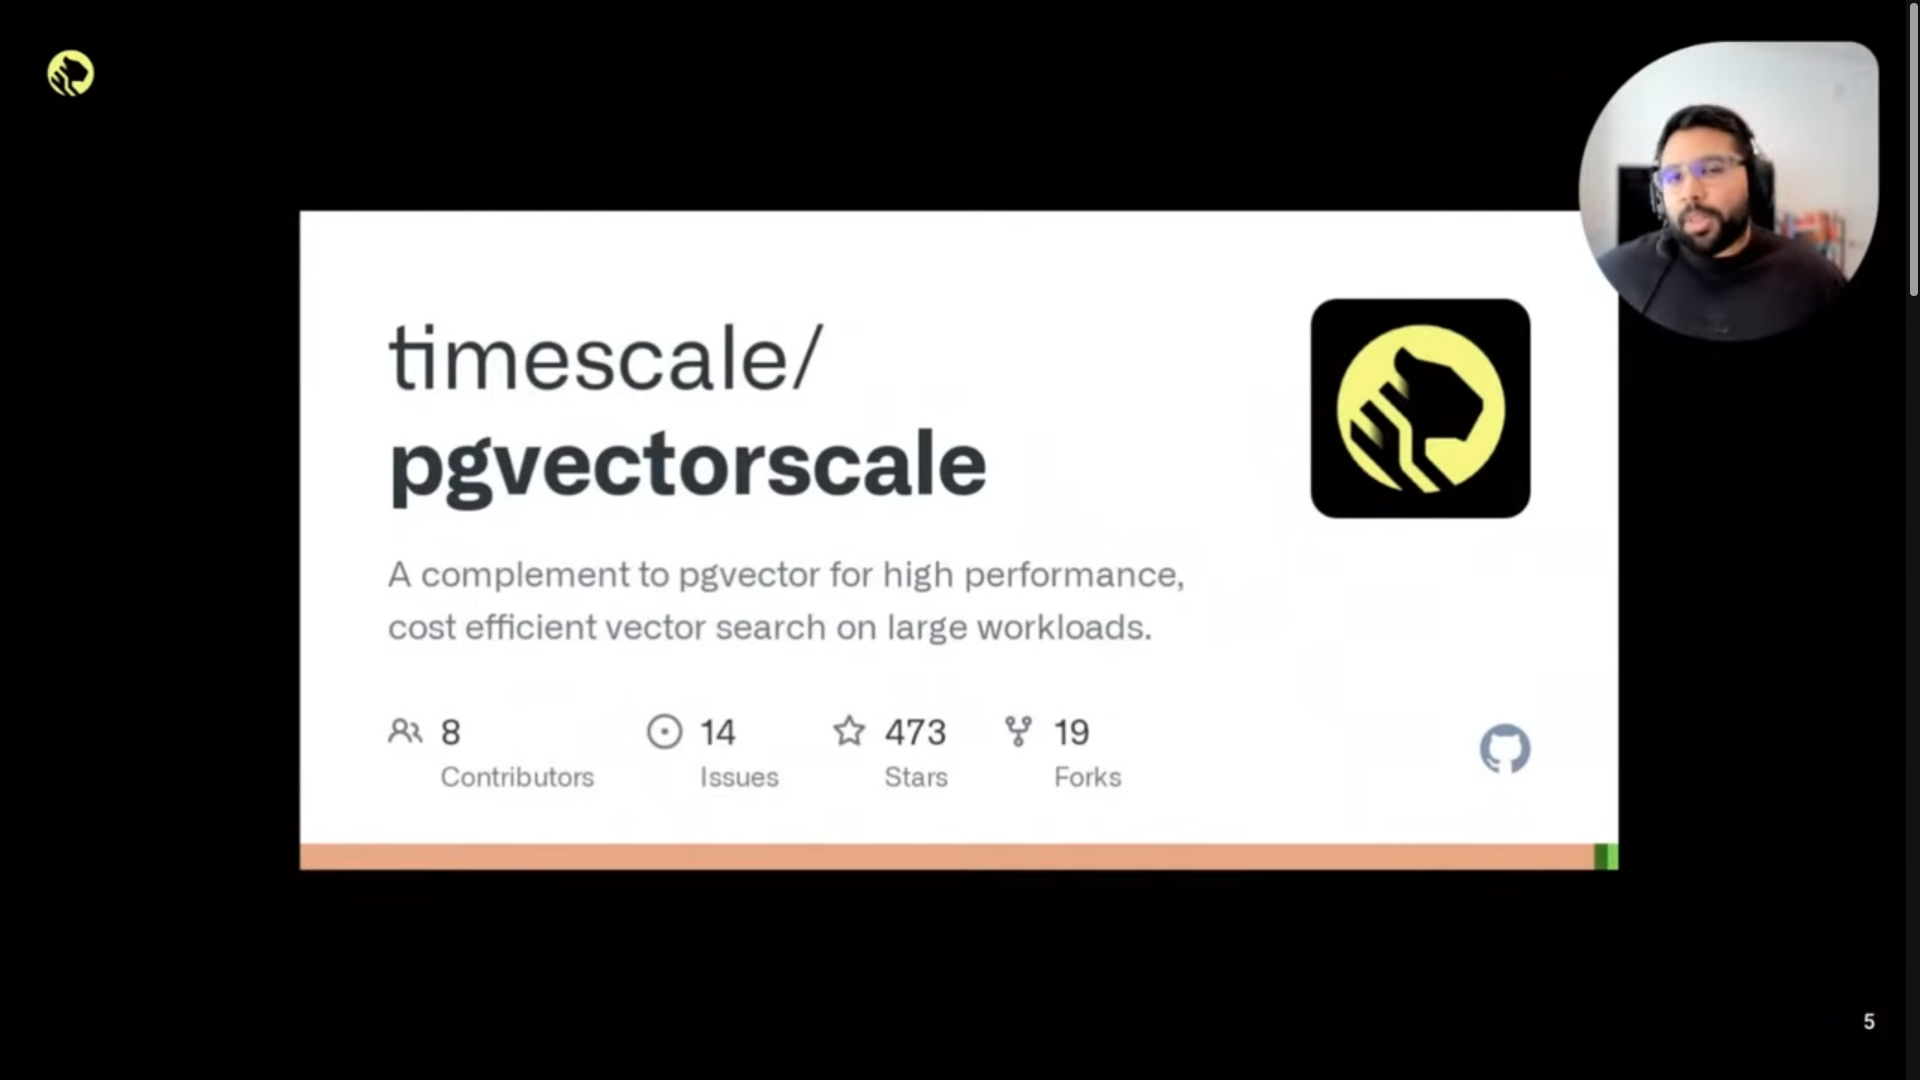 timescale/
pgvectorscale
A complement to pgvector for high performance,
cost efficient vector search on large workloads.
8
Contributors
14
Issues
473
Stars
19
Forks
5